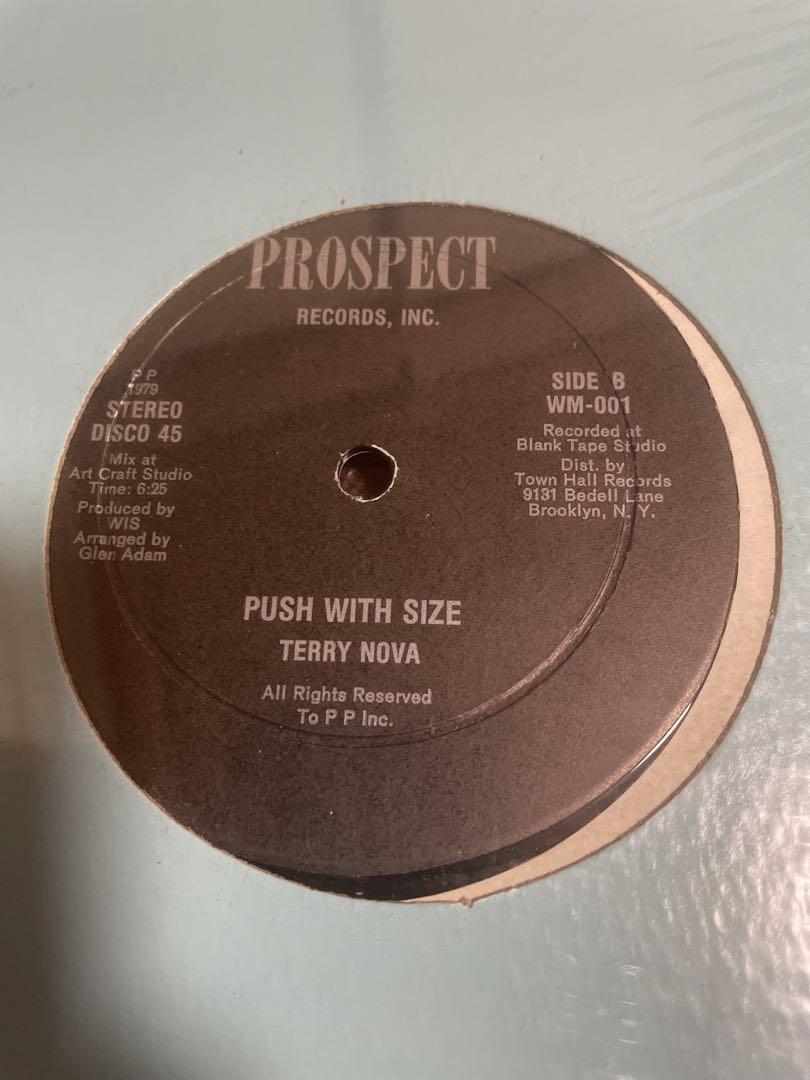 PROSPECT
RECORDS, INC.
P P
1979
STEREO
DISCO 45
Mix at
Art Craft Studio
Time: 6:25
Produced by
WIS
Arranged by
Glen Adam
SIDE B
WM-001
Recorded at
Blank Tape Studio
Dist. by
Town Hall Records
9131 Bedell Lane
Brooklyn, N. Y.
PUSH WITH SIZE
TERRY NOVA
All Rights Reserved
To P P Inc.